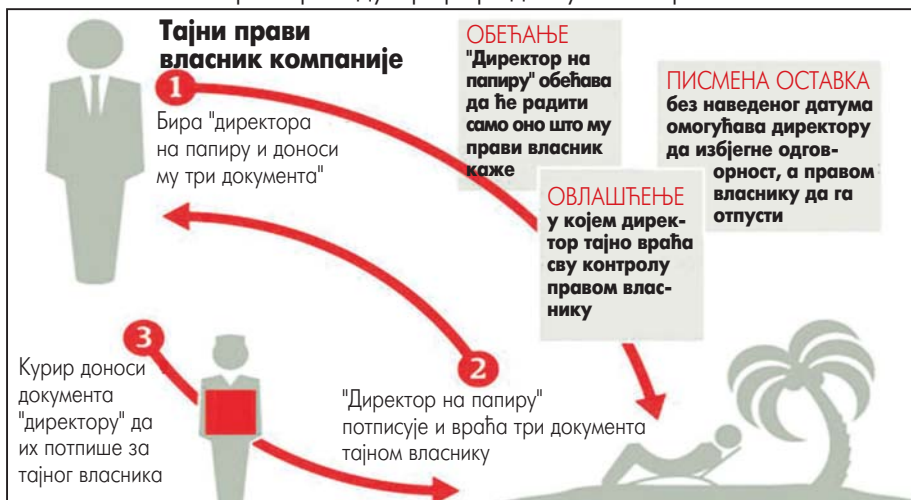 Тајни прави
власник компаније
1
Бира "директора
на папиру и доноси
му три документа"
ОБЕЋАЊЕ
"Директор на
папиру" обећава
да ће радити
само оно што му
прави власник
каже
ПИСМЕНА ОСТАВКА
без наведеног датума
омогућава директору
да избјегне одгов-
орност, а правом
власнику да га
отпусти
ОВЛАШЋЕЊЕ
у којем дирек-
тор тајно враћа
сву контролу
правом влас-
нику
2
"Директор на папиру"
потписује и враћа три документа
тајном власнику
3
Курир доноси
документа
"директору" да
их потпише за
тајног власника